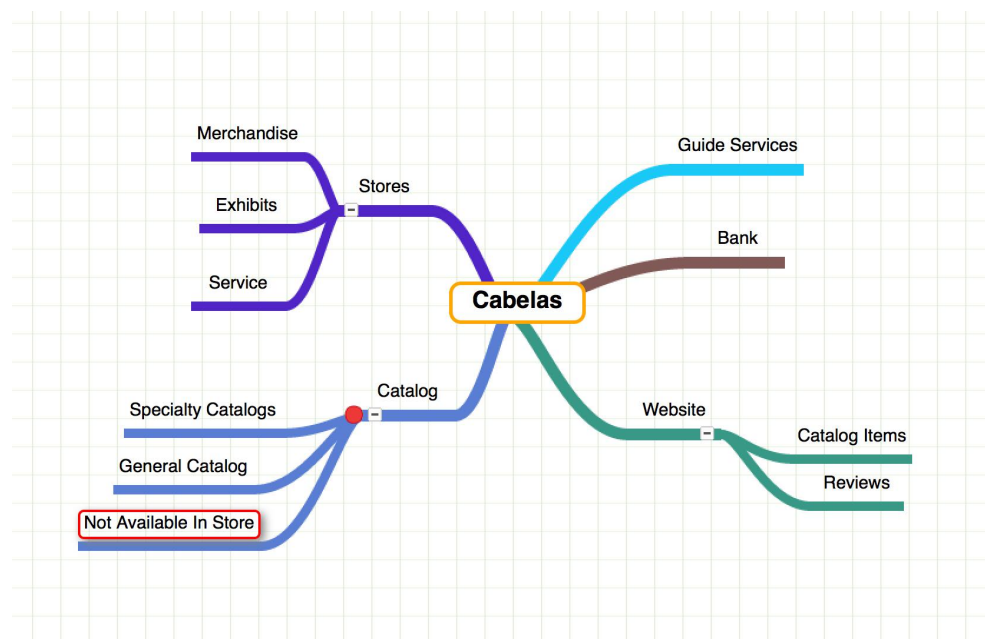 Merchandise
Stores
Exhibits
Service
Guide Services
Bank
Cabelas
Catalog
Specialty Catalogs
General Catalog
Not Available In Store
Website
Catalog Items
Reviews